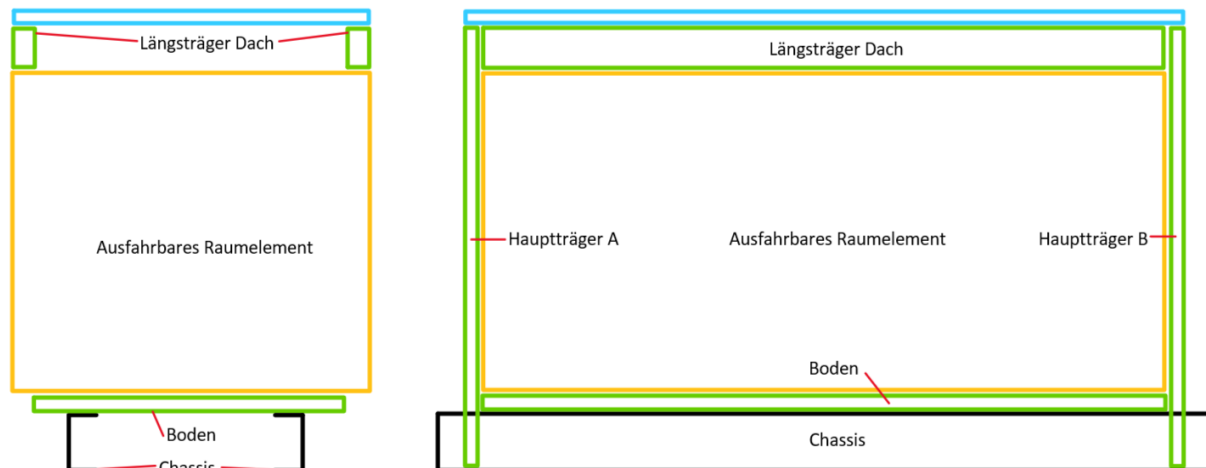 Längsträger Dach
Ausfahrbares Raumelement
Boden
Chassis
Längsträger Dach
Hauptträger A
Ausfahrbares Raumelement
Hauptträger B
Boden
Chassis